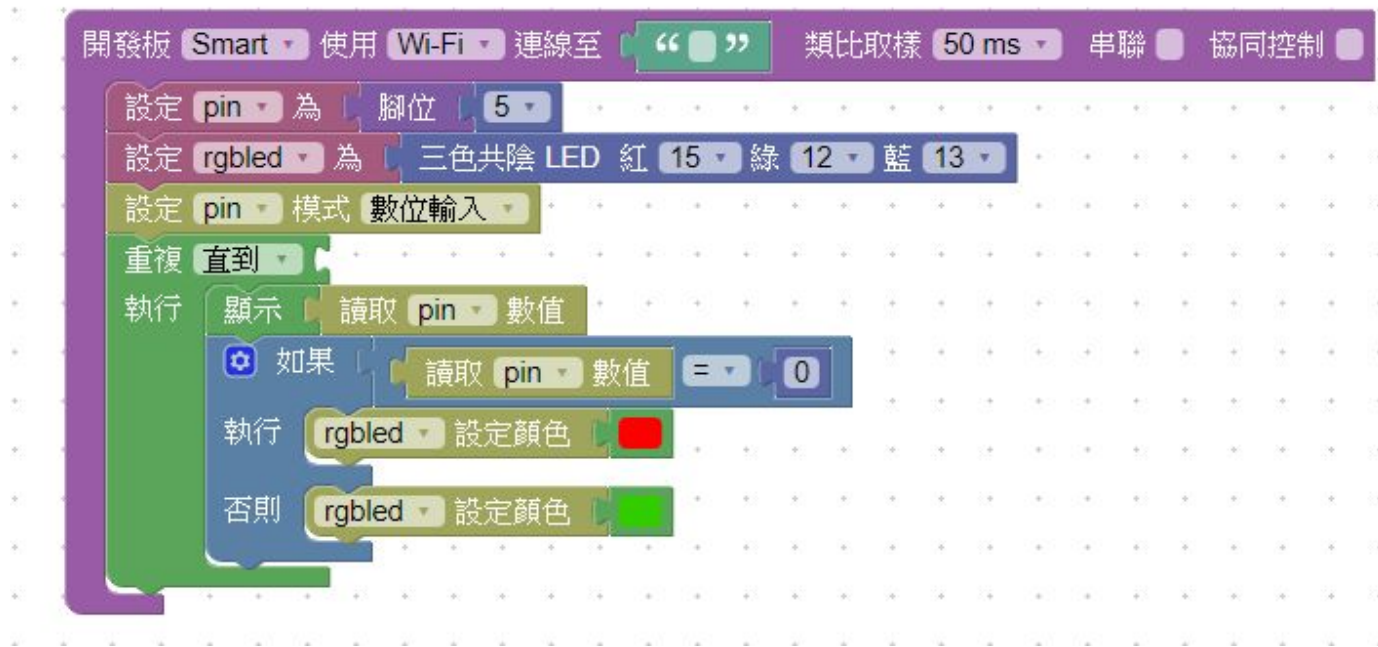 開發板 Smart 使用 Wi-Fi 連線至 “ ” 類比取樣 50 ms 串聯 協同控制
設定 pin 為 腳位 5
設定 rgbled 為 三色共陰 LED 紅 15 綠 12 藍 13
設定 pin 模式 數位輸入
重複 直到
執行 顯示 讀取 pin 數值
如果 讀取 pin 數值 = 0
執行 rgbled 設定顏色
否則 rgbled 設定顏色